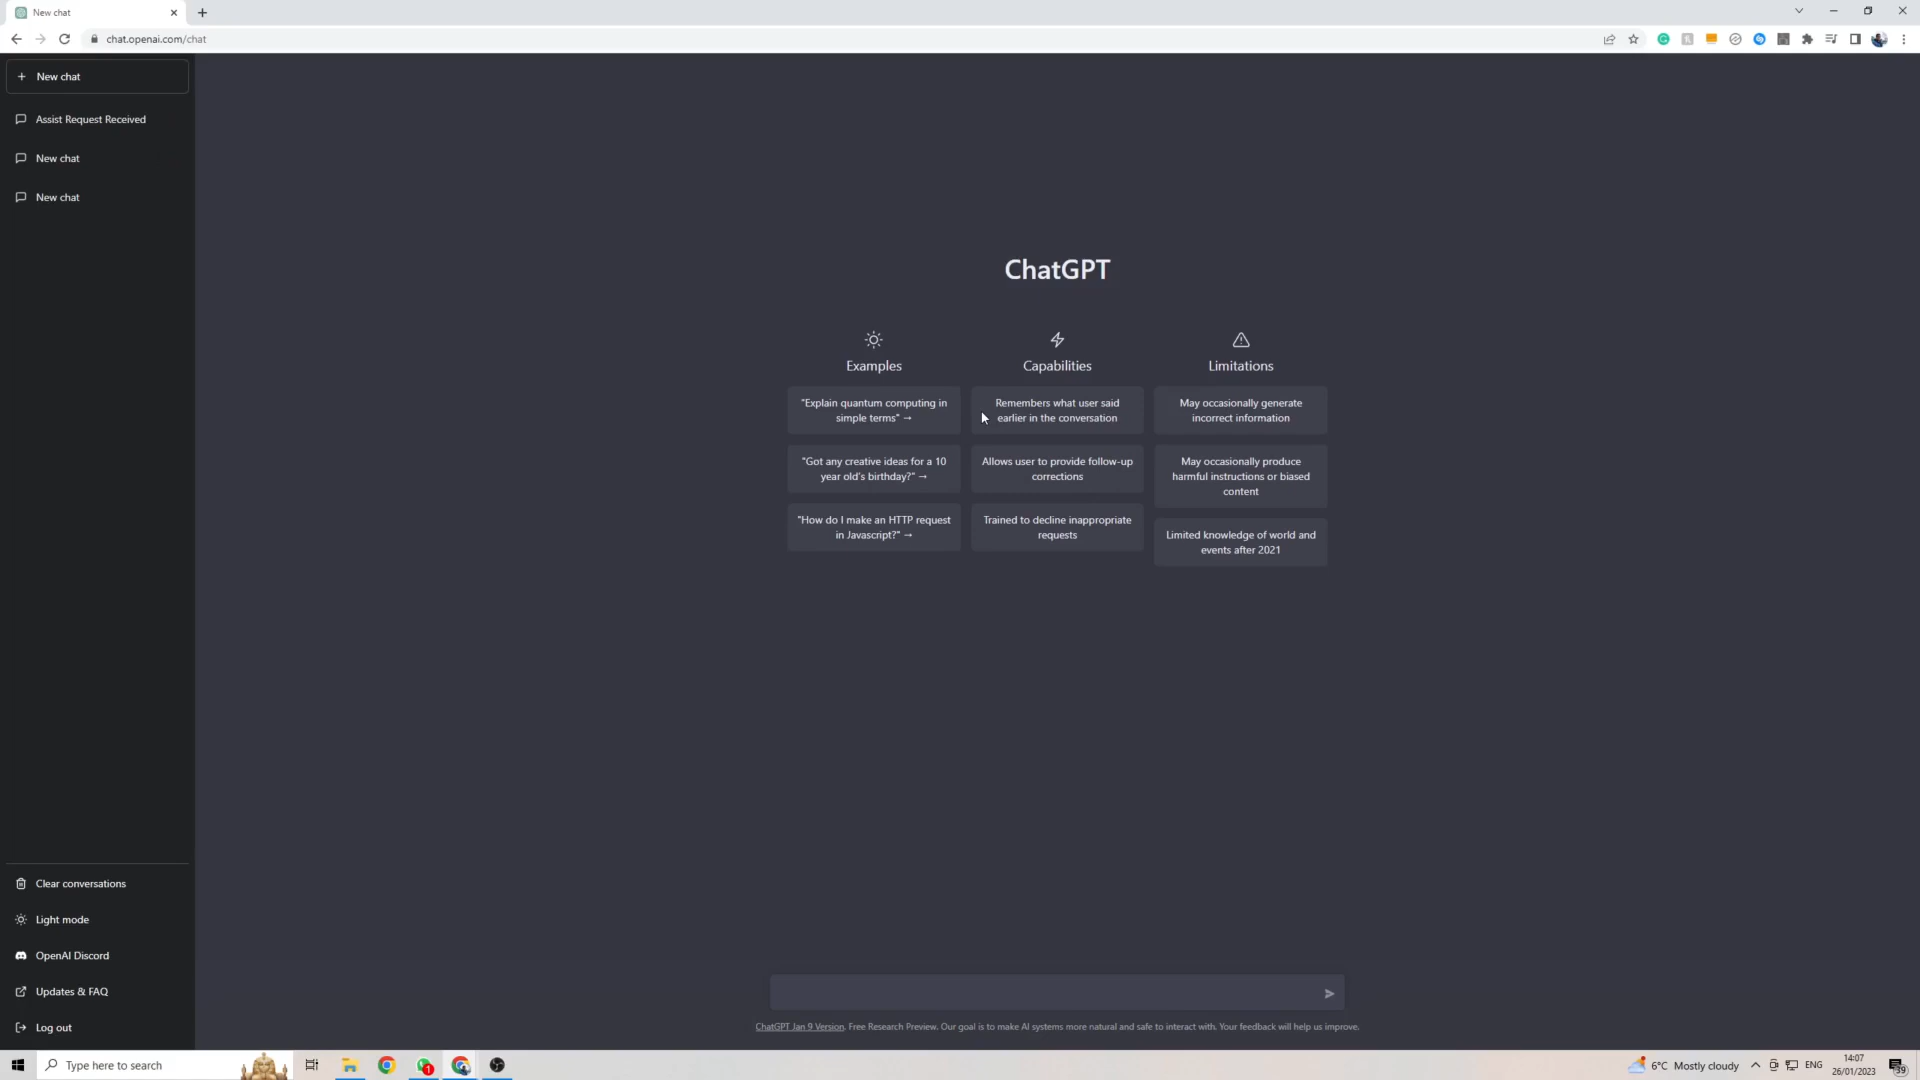 New chat
chat.openai.com/chat
New chat
Assist Request Received
New chat
New chat
ChatGPT
Examples
"Explain quantum computing in
simple terms" →
"Got any creative ideas for a 10
year old's birthday?" →
"How do I make an HTTP request
in Javascript?" →
Capabilities
Remembers what user said
earlier in the conversation
Allows user to provide follow-up
corrections
Trained to decline inappropriate
requests
Limitations
May occasionally generate
incorrect information
May occasionally produce
harmful instructions or biased
content
Limited knowledge of world and
events after 2021
Clear conversations
Light mode
OpenAI Discord
Updates & FAQ
Log out
ChatGPT Jan 9 Version. Free Research Preview. Our goal is to make AI systems more natural and safe to interact with. Your feedback will help us improve.
Type here to search
1
6°C Mostly cloudy
ENG
14:07
26/01/2023
39